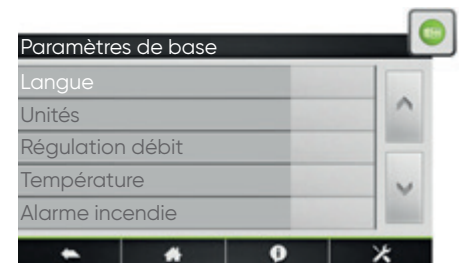 Paramètres de base
Langue
Unités
Régulation débit
Température
Alarme incendie